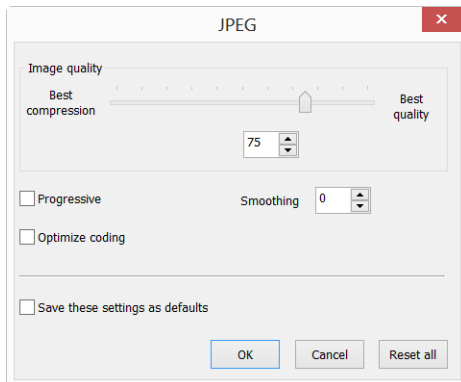 JPEG
Image quality
Best compression
Best quality
75
Progressive
Smoothing
0
Optimize coding
Save these settings as defaults
OK
Cancel
Reset all